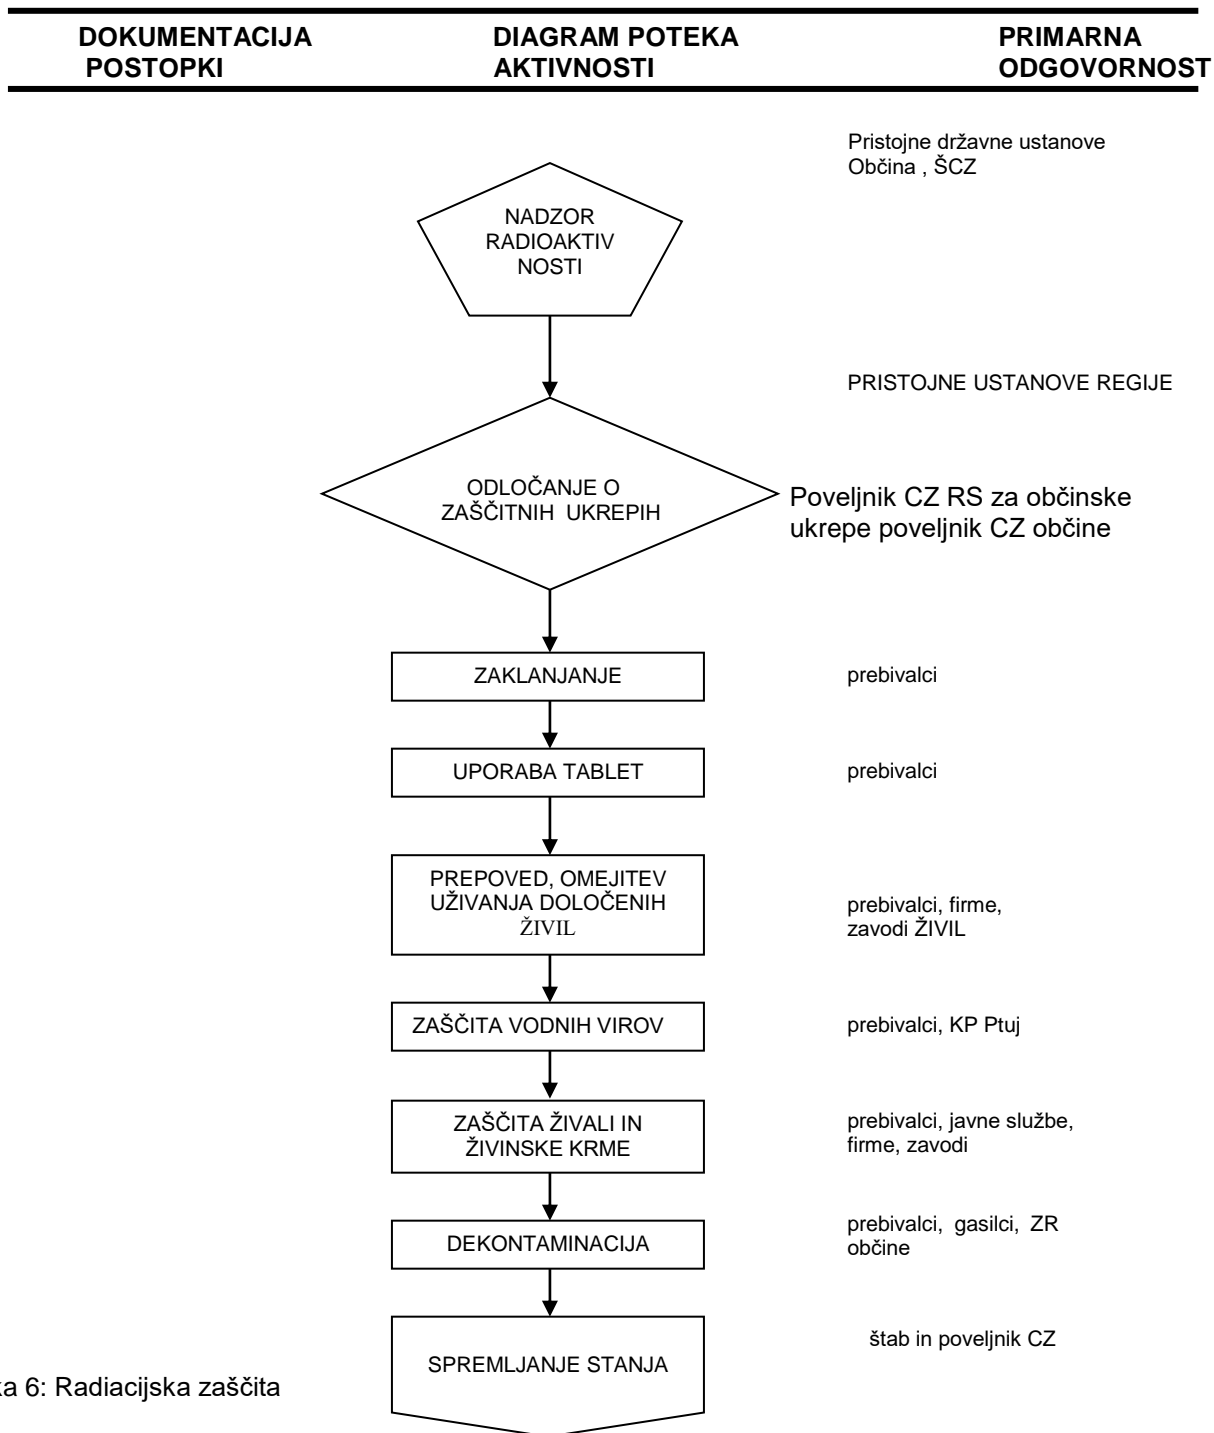 DOKUMENTACIJA
POSTOPKI
DIAGRAM POTEKA
AKTIVNOSTI
PRIMARNA
ODGOVORNOST
Pristojne državne ustanove
Občina , ŠCZ
NADZOR
RADIOAKTIV
NOSTI
PRISTOJNE USTANOVE REGIJE
ODLOČANJE O
ZAŠČITNIH UKREPIH
Poveljnik CZ RS za občinske
ukrepe poveljnik CZ občine
ZAKLANJANJE
prebivalci
UPORABA TABLET
prebivalci
PREPOVED, OMEJITEV
UŽIVANJA DOLOČENIH
ŽIVIL
prebivalci, firme,
zavodi ŽIVIL
ZAŠČITA VODNIH VIROV
prebivalci, KP Ptuj
ZAŠČITA ŽIVALI IN
ŽIVINSKE KRME
prebivalci, javne službe,
firme, zavodi
DEKONTAMINACIJA
prebivalci, gasilci, ZR
občine
SPREMLJANJE STANJA
štab in poveljnik CZ
ka 6: Radiacijska zaščita